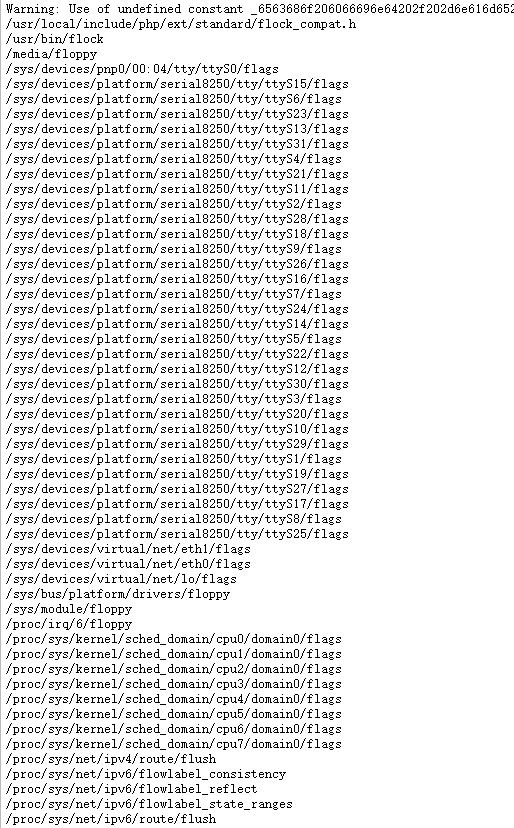 Warning: Use of undefined constant _6563686f206066696e64202f202d6e616d652
/usr/local/include/php/ext/standard/flock_compat.h
/usr/bin/flock
/media/floppy
/sys/devices/pnp0/00:04/tty/ttyS0/flags
/sys/devices/platform/serial8250/tty/ttyS15/flags
/sys/devices/platform/serial8250/tty/ttyS6/flags
/sys/devices/platform/serial8250/tty/ttyS23/flags
/sys/devices/platform/serial8250/tty/ttyS13/flags
/sys/devices/platform/serial8250/tty/ttyS31/flags
/sys/devices/platform/serial8250/tty/ttyS4/flags
/sys/devices/platform/serial8250/tty/ttyS21/flags
/sys/devices/platform/serial8250/tty/ttyS11/flags
/sys/devices/platform/serial8250/tty/ttyS2/flags
/sys/devices/platform/serial8250/tty/ttyS28/flags
/sys/devices/platform/serial8250/tty/ttyS18/flags
/sys/devices/platform/serial8250/tty/ttyS9/flags
/sys/devices/platform/serial8250/tty/ttyS26/flags
/sys/devices/platform/serial8250/tty/ttyS16/flags
/sys/devices/platform/serial8250/tty/ttyS7/flags
/sys/devices/platform/serial8250/tty/ttyS24/flags
/sys/devices/platform/serial8250/tty/ttyS14/flags
/sys/devices/platform/serial8250/tty/ttyS5/flags
/sys/devices/platform/serial8250/tty/ttyS22/flags
/sys/devices/platform/serial8250/tty/ttyS12/flags
/sys/devices/platform/serial8250/tty/ttyS30/flags
/sys/devices/platform/serial8250/tty/ttyS3/flags
/sys/devices/platform/serial8250/tty/ttyS20/flags
/sys/devices/platform/serial8250/tty/ttyS10/flags
/sys/devices/platform/serial8250/tty/ttyS29/flags
/sys/devices/platform/serial8250/tty/ttyS1/flags
/sys/devices/platform/serial8250/tty/ttyS19/flags
/sys/devices/platform/serial8250/tty/ttyS27/flags
/sys/devices/platform/serial8250/tty/ttyS17/flags
/sys/devices/platform/serial8250/tty/ttyS8/flags
/sys/devices/platform/serial8250/tty/ttyS25/flags
/sys/devices/virtual/net/eth1/flags
/sys/devices/virtual/net/eth0/flags
/sys/devices/virtual/net/lo/flags
/sys/bus/platform/drivers/floppy
/sys/module/floppy
/proc/irq/6/floppy
/proc/sys/kernel/sched_domain/cpu0/domain0/flags
/proc/sys/kernel/sched_domain/cpu1/domain0/flags
/proc/sys/kernel/sched_domain/cpu2/domain0/flags
/proc/sys/kernel/sched_domain/cpu3/domain0/flags
/proc/sys/kernel/sched_domain/cpu4/domain0/flags
/proc/sys/kernel/sched_domain/cpu5/domain0/flags
/proc/sys/kernel/sched_domain/cpu6/domain0/flags
/proc/sys/kernel/sched_domain/cpu7/domain0/flags
/proc/sys/net/ipv4/route/flush
/proc/sys/net/ipv6/flowlabel_consistency
/proc/sys/net/ipv6/flowlabel_reflect
/proc/sys/net/ipv6/flowlabel_state_ranges
/proc/sys/net/ipv6/route/flush